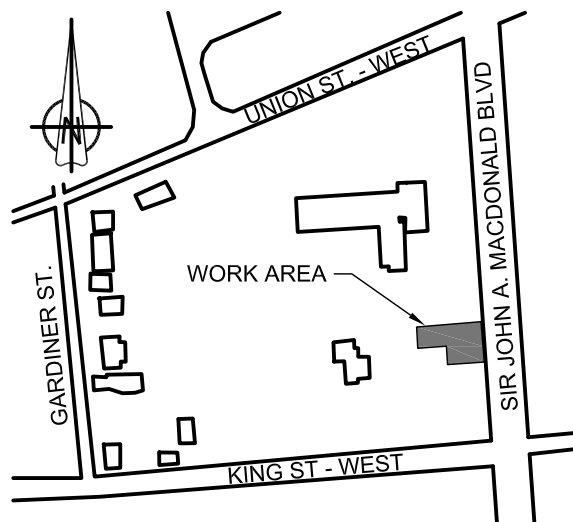 UNION ST. - WEST
SIR JOHN A. MACDONALD BLVD
N
WORK AREA
GARDINER ST.
KING ST - WEST